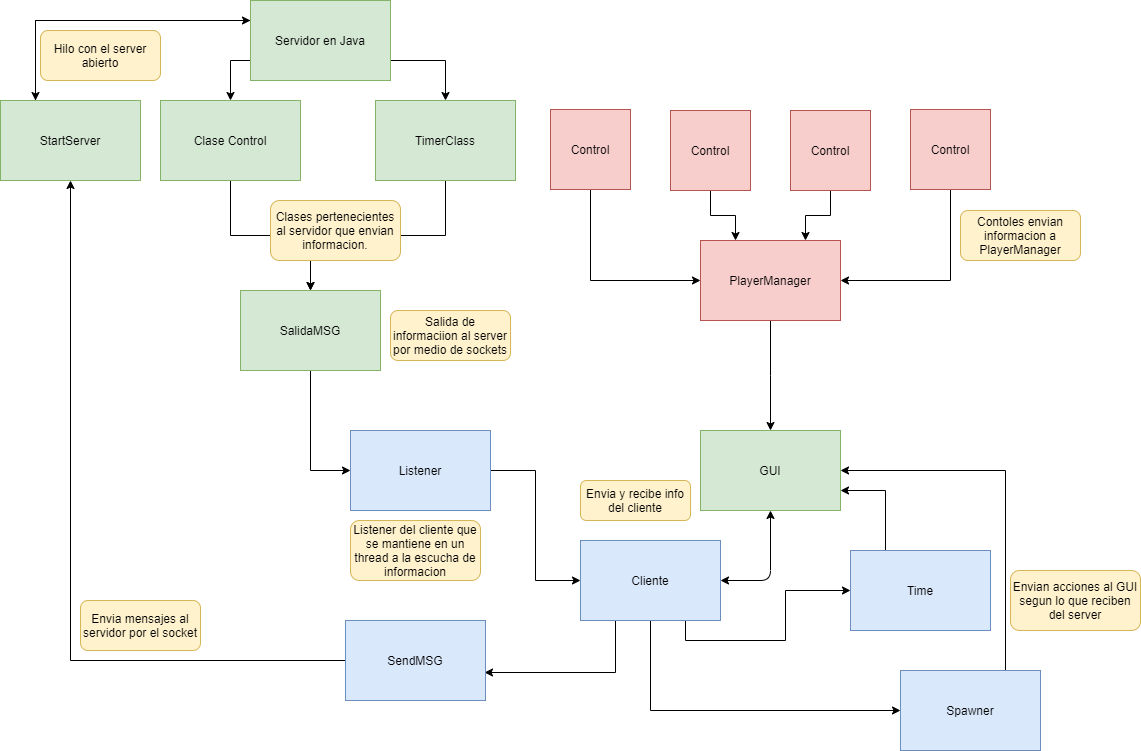 Servidor en Java
Hilo con el server
abierto
StartServer
Clase Control
TimerClass
Clases pertenecientes
al servidor que envian
informacion.
SalidaMSG
Salida de
informaciion al server
por medio de sockets
Control
Control
Control
Control
Contoles envian
informacion a
PlayerManager
PlayerManager
Listener
Listener del cliente que
se mantiene en un
thread a la escucha de
informacion
GUI
Envia y recibe info
del cliente
Cliente
Time
Envian acciones al GUI
segun lo que reciben
del server
Envia mensajes al
servidor por el socket
SendMSG
Spawner